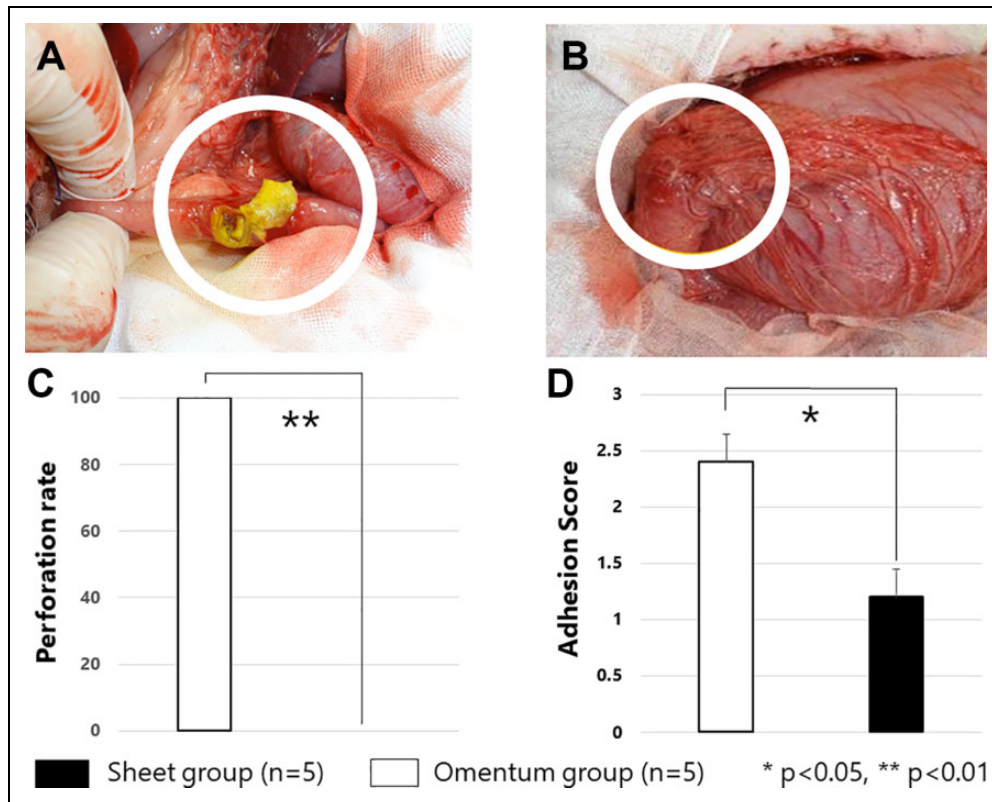 A
B
C
D
Perforation rate
100
80
60
40
20
0
**
Adhesion Score
3
2.5
2
1.5
1
0.5
0
*
Sheet group (n=5)
Omentum group (n=5)
* p<0.05, ** p<0.01